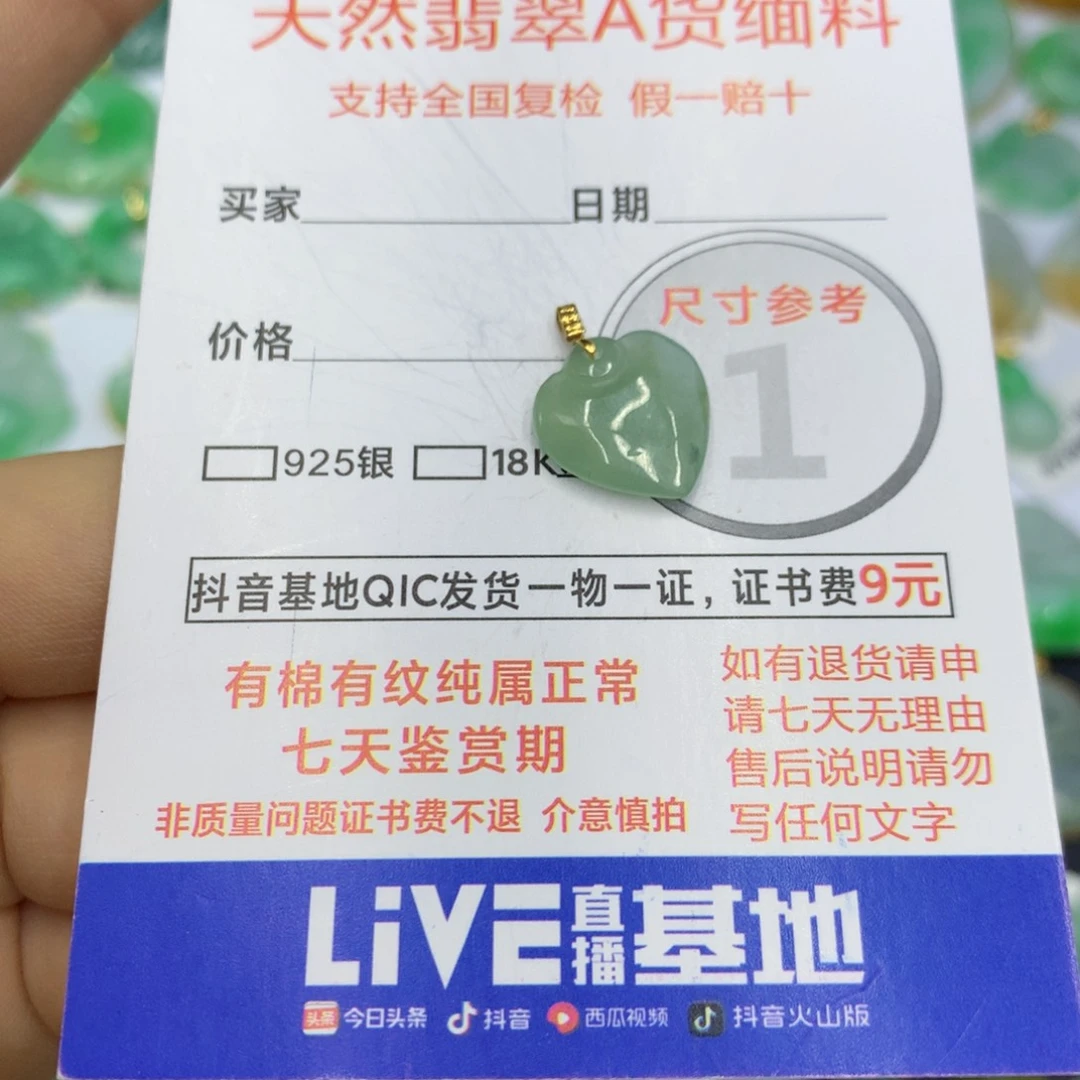 天然翡翠A货缅料
支持全国复检 假一赔十
买家 日期
尺寸参考
价格
1
925银 18K
抖音基地QIC发货一物一证，证书费9元
有棉有纹纯属正常
七天鉴赏期
非质量问题证书费不退 介意慎拍
如有退货请申
请七天无理由
售后说明请勿
写任何文字
LiVE直播基地
头条 今日头条 抖音 西瓜视频 抖音火山版